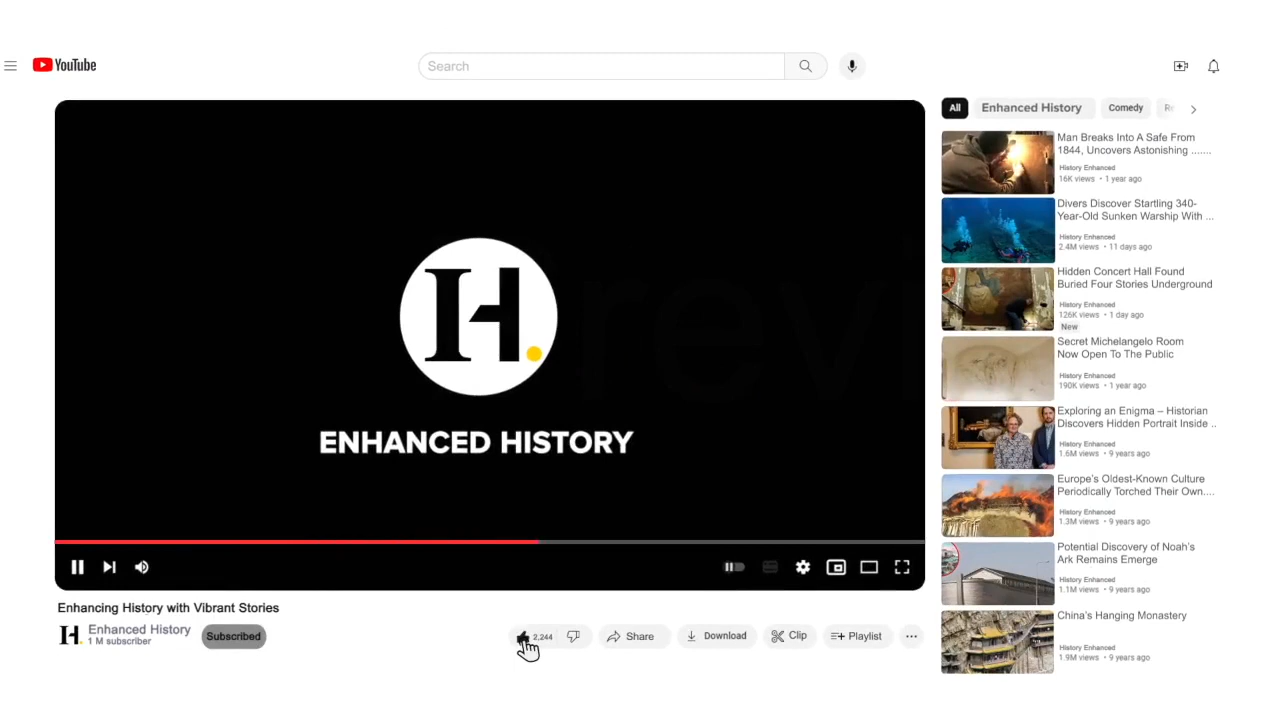 YouTube
Search
All
Enhanced History
Comedy
Re
H.
ENHANCED HISTORY
Man Breaks Into A Safe From
1844, Uncovers Astonishing .......
History Enhanced
16K views • 1 year ago
Divers Discover Startling 340-
Year-Old Sunken Warship With ...
History Enhanced
2.4M views • 11 days ago
Hidden Concert Hall Found
Buried Four Stories Underground
History Enhanced
126K views • 1 day ago
New
Secret Michelangelo Room
Now Open To The Public
History Enhanced
190K views • 1 year ago
Exploring an Enigma – Historian
Discovers Hidden Portrait Inside ..
History Enhanced
1.6M views • 9 years ago
Europe's Oldest-Known Culture
Periodically Torched Their Own....
History Enhanced
1.3M views • 9 years ago
Potential Discovery of Noah's
Ark Remains Emerge
History Enhanced
1.1M views • 9 years ago
China's Hanging Monastery
History Enhanced
1.9M views • 9 years ago
Enhancing History with Vibrant Stories
H.
Enhanced History
1 M subscriber
Subscribed
2,244
Share
Download
Clip
Playlist